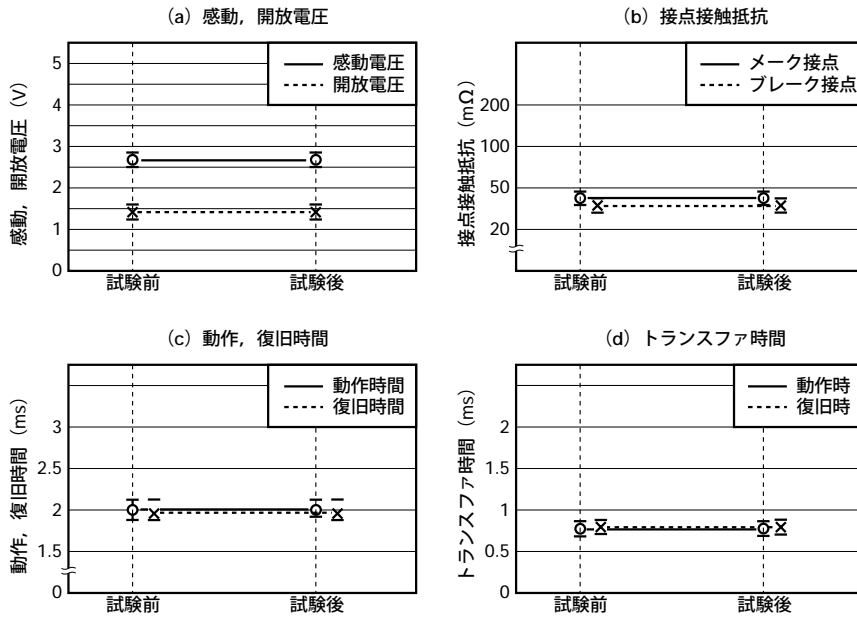 (a) 感動，開放電圧
感動電圧
開放電圧
感動，開放電圧（V）
5
4
3
2
1
0
試験前
試験後
(b) 接点接触抵抗
メーク接点
ブレーク接点
接点接触抵抗（mΩ）
200
100
50
20
試験前
試験後
(c) 動作，復旧時間
動作時間
復旧時間
動作，復旧時間（ms）
3
2.5
2
1.5
0
試験前
試験後
(d) トランスファ時間
動作時
復旧時
トランスファ時間（ms）
2
1.5
1
0.5
0
試験前
試験後